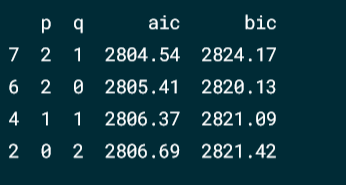 p q aic bic
7 2 1 2804.54 2824.17
6 2 0 2805.41 2820.13
4 1 1 2806.37 2821.09
2 0 2 2806.69 2821.42